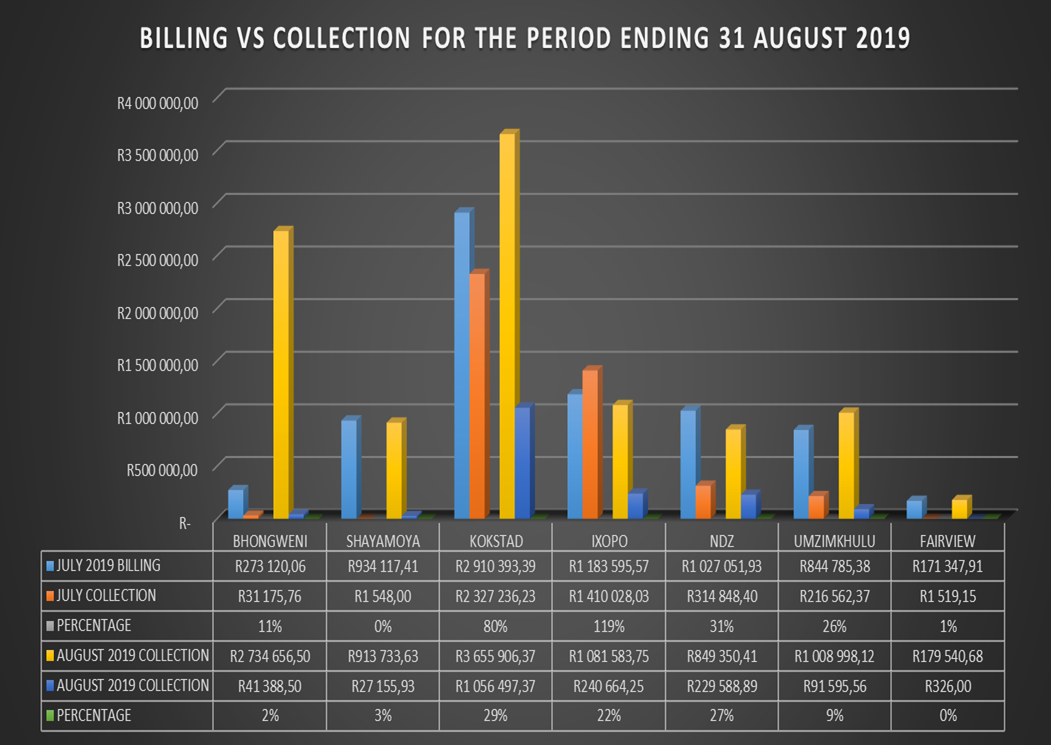 BILLING VS COLLECTION FOR THE PERIOD ENDING 31 AUGUST 2019
R4 000 000,00
R3 500 000,00
R3 000 000,00
R2 500 000,00
R2 000 000,00
R1 500 000,00
R1 000 000,00
R500 000,00
R-
BHONGWENI SHAYAMOYA KOKSTAD IXOPO NDZ UMZIMKHULU FAIRVIEW
JULY 2019 BILLING R273 120,06 R934 117,41 R2 910 393,39 R1 183 595,57 R1 027 051,93 R844 785,38 R171 347,91
JULY COLLECTION R31 175,76 R1 548,00 R2 327 236,23 R1 410 028,03 R314 848,40 R216 562,37 R1 519,15
PERCENTAGE 11% 0% 80% 119% 31% 26% 1%
AUGUST 2019 COLLECTION R2 734 656,50 R913 733,63 R3 655 906,37 R1 081 583,75 R849 350,41 R1 008 998,12 R179 540,68
AUGUST 2019 COLLECTION R41 388,50 R27 155,93 R1 056 497,37 R240 664,25 R229 588,89 R91 595,56 R326,00
PERCENTAGE 2% 3% 29% 22% 27% 9% 0%